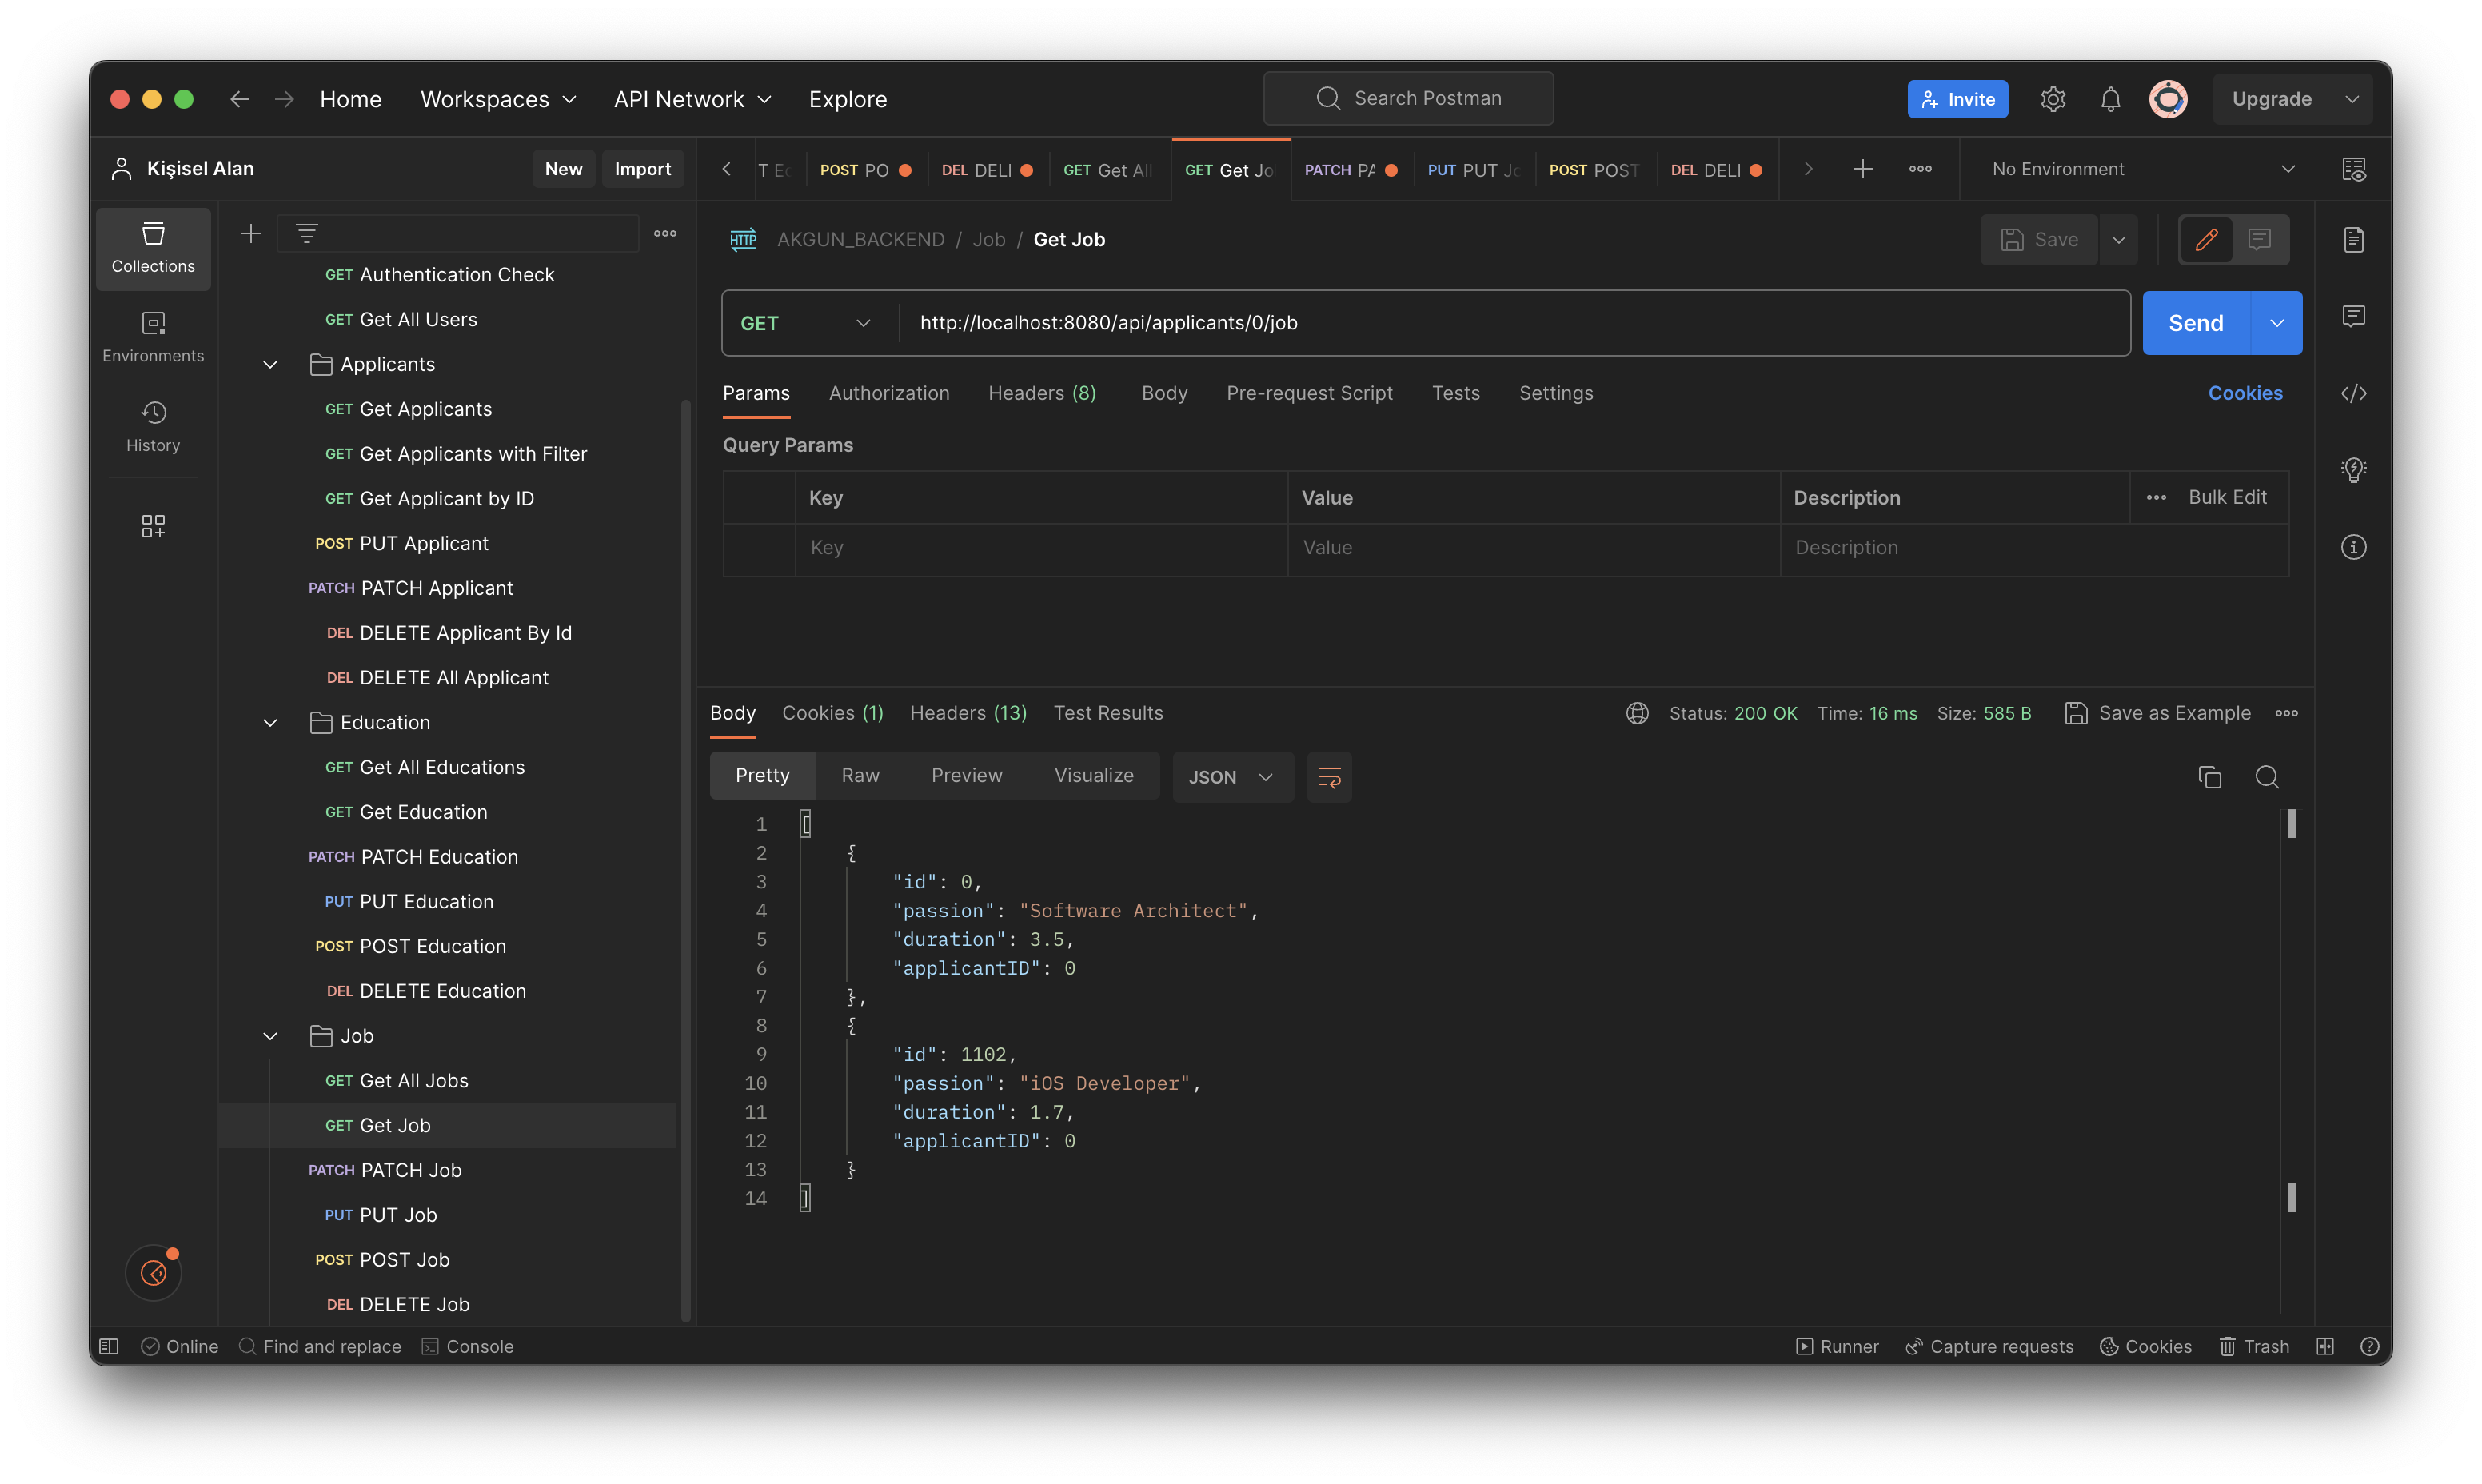 Home Workspaces API Network Explore Search Postman Invite Upgrade
Kişisel Alan New Import
POST PO DEL DELI GET Get All GET Get Jo PATCH PA PUT PUT Jo POST POST DEL DELI No Environment
Collections
Environments
History
GET Authentication Check
GET Get All Users
Applicants
GET Get Applicants
GET Get Applicants with Filter
GET Get Applicant by ID
POST PUT Applicant
PATCH PATCH Applicant
DEL DELETE Applicant By Id
DEL DELETE All Applicant
Education
GET Get All Educations
GET Get Education
PATCH PATCH Education
PUT PUT Education
POST POST Education
DEL DELETE Education
Job
GET Get All Jobs
GET Get Job
PATCH PATCH Job
PUT PUT Job
POST POST Job
DEL DELETE Job
HTTP AKGUN_BACKEND / Job / Get Job Save
GET http://localhost:8080/api/applicants/0/job Send
Params Authorization Headers (8) Body Pre-request Script Tests Settings Cookies
Query Params
Key Value Description Bulk Edit
Key Value Description
Body Cookies (1) Headers (13) Test Results Status: 200 OK Time: 16 ms Size: 585 B Save as Example
Pretty Raw Preview Visualize JSON
1 [
2 {
3 "id": 0,
4 "passion": "Software Architect",
5 "duration": 3.5,
6 "applicantID": 0
7 },
8 {
9 "id": 1102,
10 "passion": "iOS Developer",
11 "duration": 1.7,
12 "applicantID": 0
13 }
14 ]
Online Find and replace Console Runner Capture requests Cookies Trash